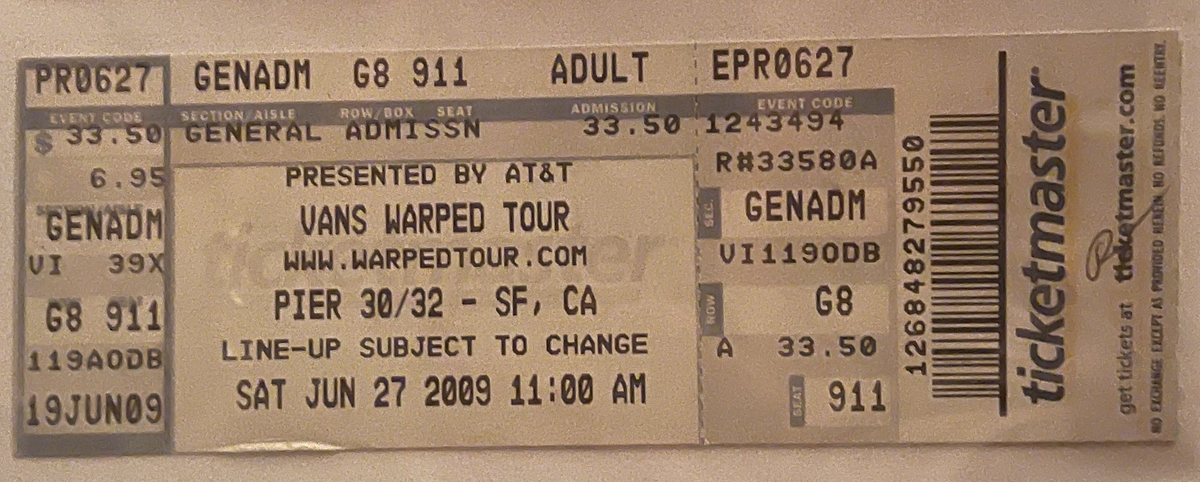 PR0627
EVENT CODE
$ 33.50
6.95
GENADM
VI 39X
G8 911
119A0DB
19JUN09
GENADM G8 911 ADULT
SECTION/AISLE ROW/BOX SEAT ADMISSION
GENERAL ADMISSN 33.50
PRESENTED BY AT&T
VANS WARPED TOUR
WWW.WARPEDTOUR.COM
PIER 30/32 - SF, CA
LINE-UP SUBJECT TO CHANGE
SAT JUN 27 2009 11:00 AM
EPR0627
EVENT CODE
1243494
R#33580A
SEC.
GENADM
VI1190DB
ROW
G8
A 33.50
SEAT
911
126848279550
ticketmaster
get tickets at ticketmaster.com
NO EXCHANGE EXCEPT AS PROVIDED HEREIN, NO REFUNDS. NO REENTRY.